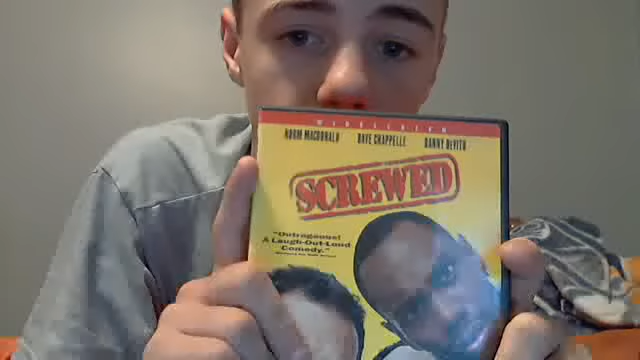 WIDESCREEN
NORM MACDONALD DAVE CHAPPELLE DANNY DEVITO
SCREWED
"Outrageous!
A Laugh-Out-Loud
Comedy."